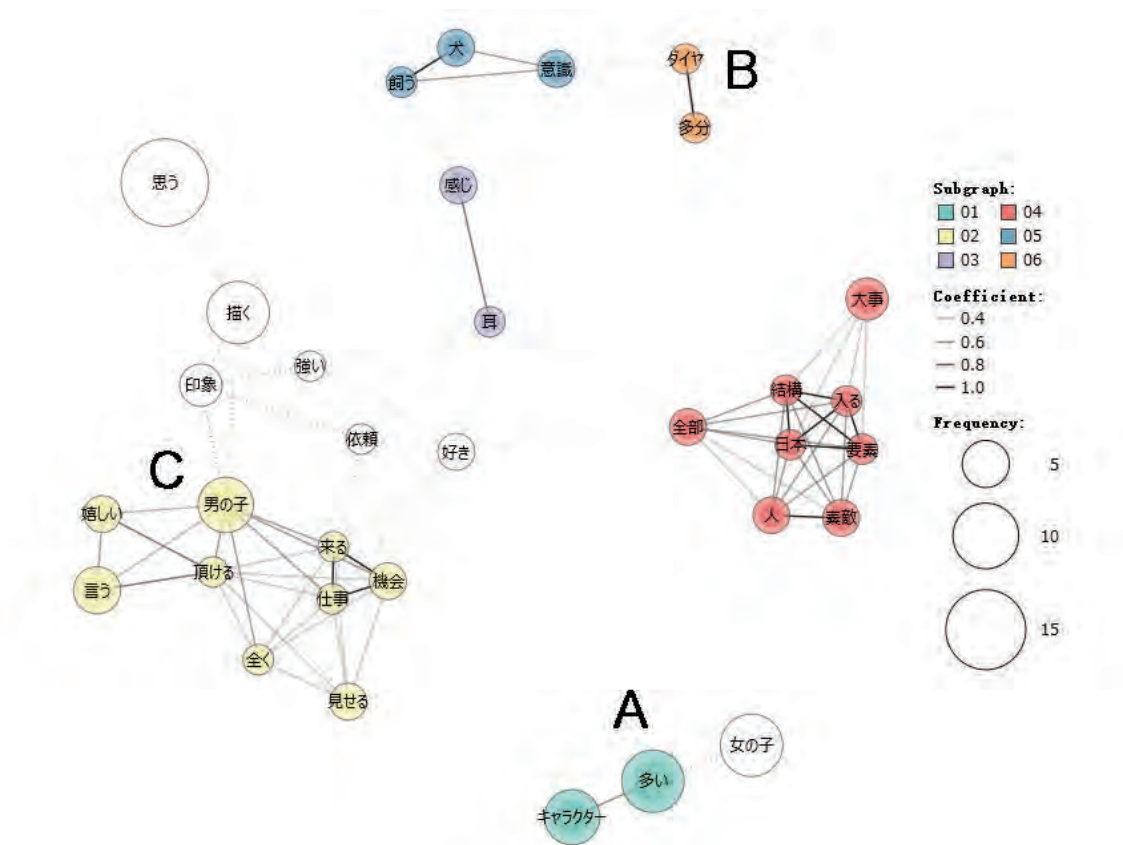 犬
飼う
意識
ダイヤ
B
多分
思う
感じ
Subgraph:
01 04
02 05
03 06
描く
耳
大事
Coefficient:
0.4
0.6
0.8
1.0
強い
印象
結構
入る
全部
日本
要素
Frequency:
5
10
15
依頼
好き
C
男の子
嬉しい
人
素敵
来る
頂ける
機会
言う
仕事
全く
見せる
A
女の子
多い
キャラクター